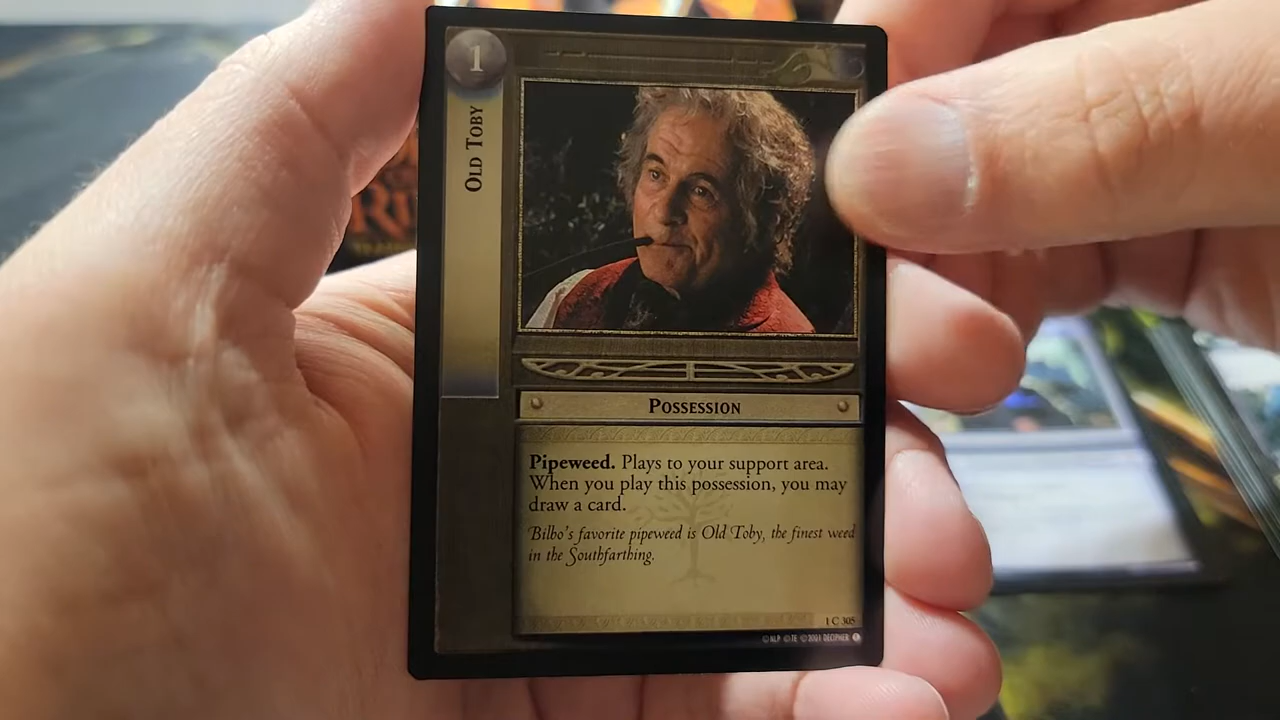 1
Old Toby
Possession
Pipeweed. Plays to your support area.
When you play this possession, you may
draw a card.
Bilbo's favorite pipeweed is Old Toby, the finest weed
in the Southfarthing.
1 C 305
© NLP © TE © 2001 DECIPHER